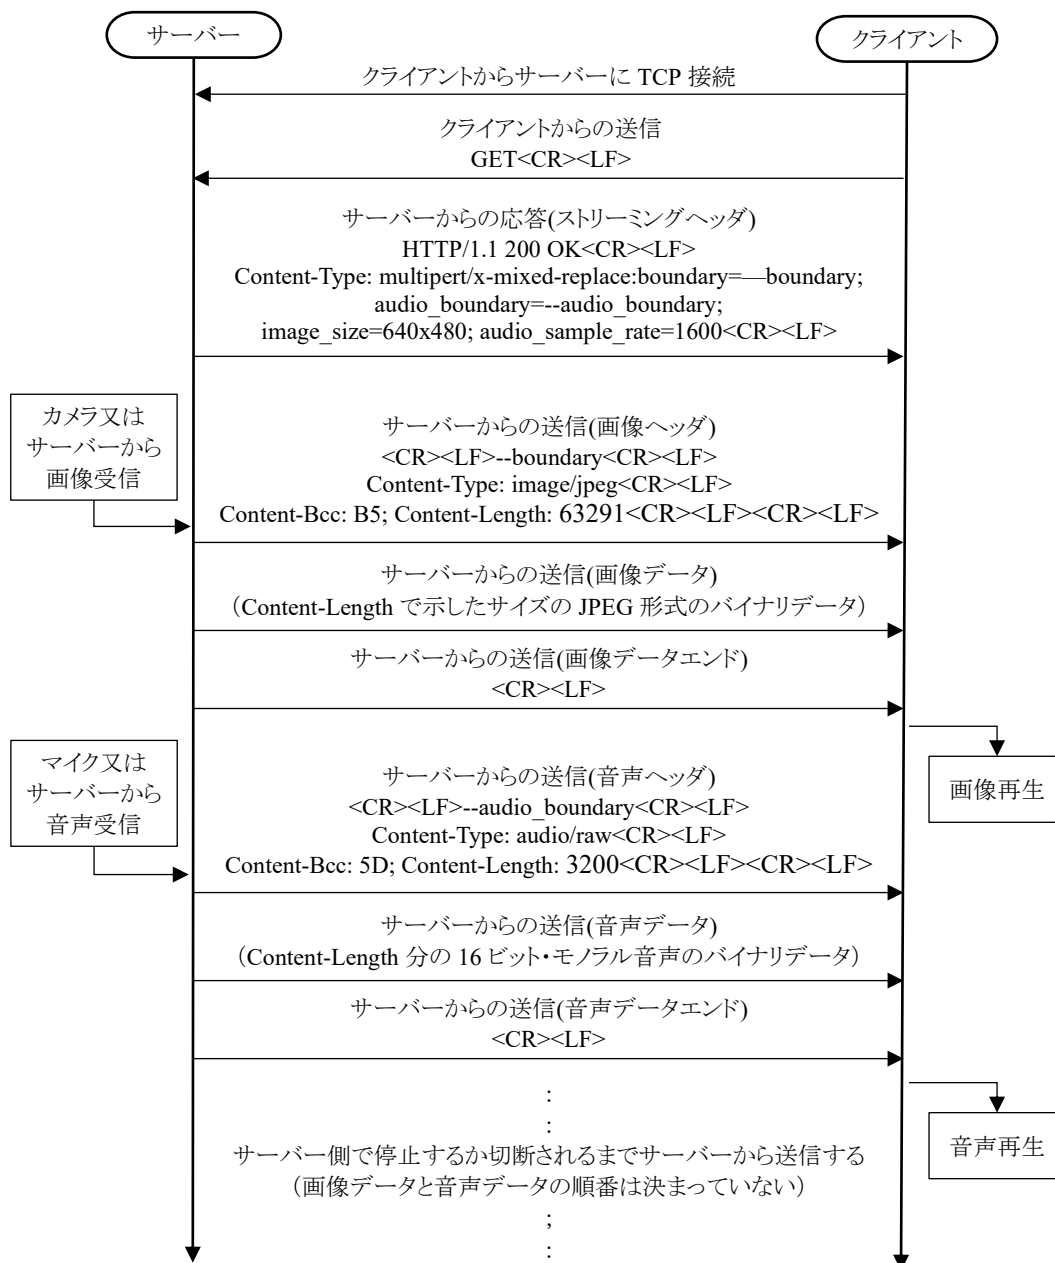 サーバー
クライアント
クライアントからサーバーに TCP 接続
クライアントからの送信
GET<CR><LF>
サーバーからの応答(ストリーミングヘッダ)
HTTP/1.1 200 OK<CR><LF>
Content-Type: multipert/x-mixed-replace:boundary=—boundary;
audio_boundary=--audio_boundary;
image_size=640x480; audio_sample_rate=1600<CR><LF>
カメラ又は
サーバーから
画像受信
サーバーからの送信(画像ヘッダ)
<CR><LF>--boundary<CR><LF>
Content-Type: image/jpeg<CR><LF>
Content-Bcc: B5; Content-Length: 63291<CR><LF><CR><LF>
サーバーからの送信(画像データ)
（Content-Length で示したサイズの JPEG 形式のバイナリデータ）
サーバーからの送信(画像データエンド)
<CR><LF>
画像再生
マイク又は
サーバーから
音声受信
サーバーからの送信(音声ヘッダ)
<CR><LF>--audio_boundary<CR><LF>
Content-Type: audio/raw<CR><LF>
Content-Bcc: 5D; Content-Length: 3200<CR><LF><CR><LF>
サーバーからの送信(音声データ)
（Content-Length 分の 16 ビット・モノラル音声のバイナリデータ）
サーバーからの送信(音声データエンド)
<CR><LF>
音声再生
:
:
サーバー側で停止するか切断されるまでサーバーから送信する
（画像データと音声データの順番は決まっていない）
;
: